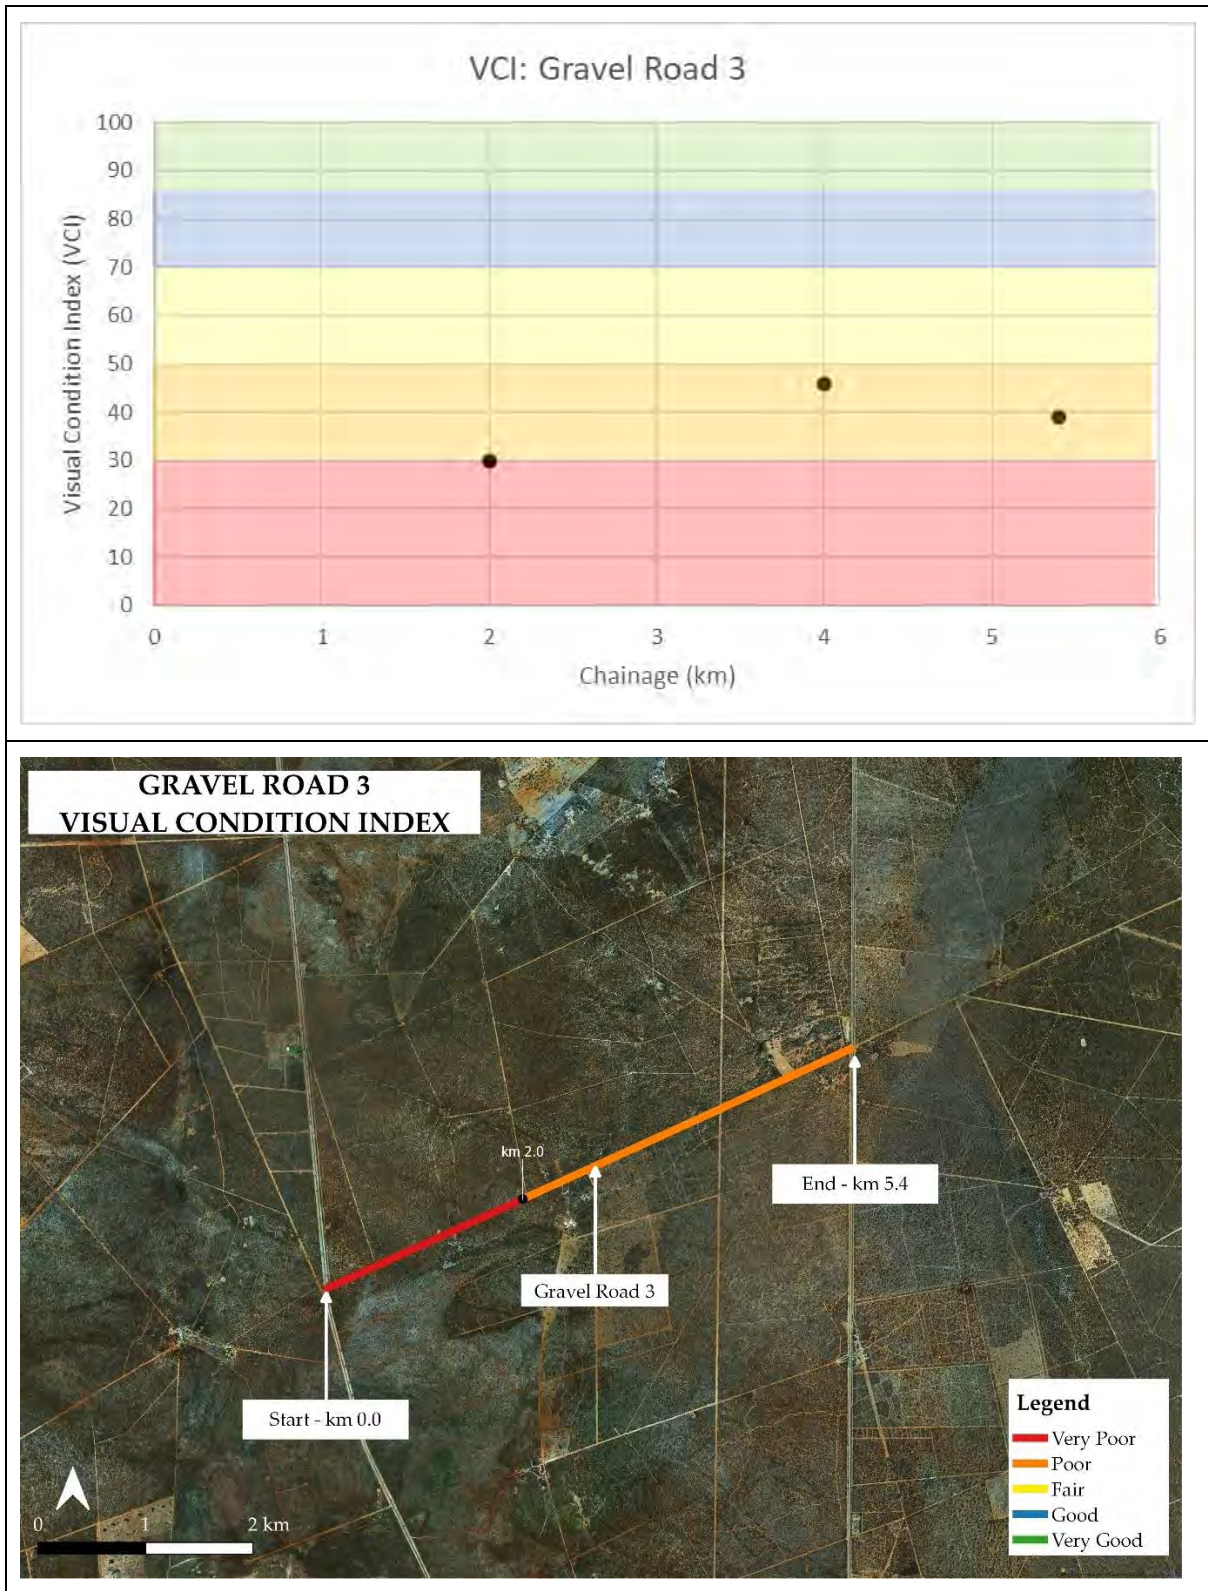 VCI: Gravel Road 3
100
90
80
70
60
50
40
30
20
10
0
Visual Condition Index (VCI)
0 1 2 3 4 5 6
Chainage (km)
GRAVEL ROAD 3
VISUAL CONDITION INDEX
km 2.0
End - km 5.4
Gravel Road 3
Start - km 0.0
Legend
Very Poor
Poor
Fair
Good
Very Good
0 1 2 km